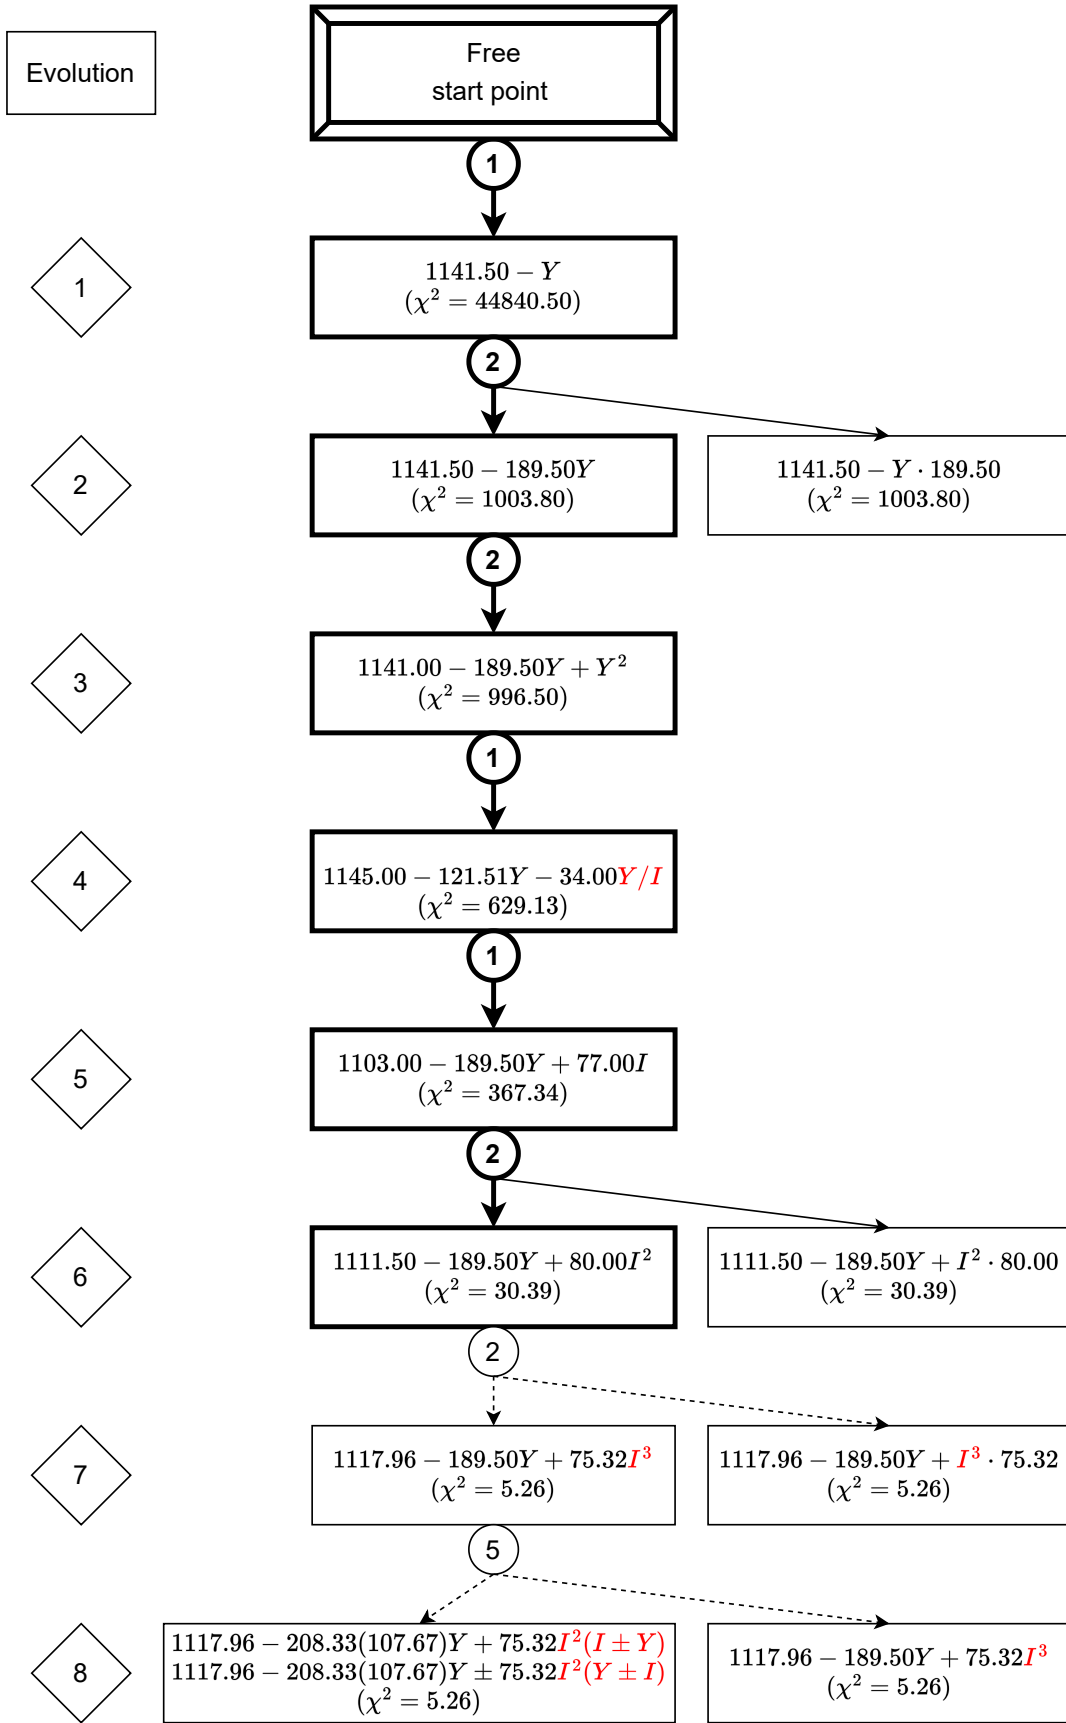 Evolution
Free
start point
1
1
1141.50 − Y
(χ² = 44840.50)
2
2
1141.50 − 189.50Y
(χ² = 1003.80)
1141.50 − Y · 189.50
(χ² = 1003.80)
2
3
1141.00 − 189.50Y + Y²
(χ² = 996.50)
1
4
1145.00 − 121.51Y − 34.00Y/I
(χ² = 629.13)
1
5
1103.00 − 189.50Y + 77.00I
(χ² = 367.34)
2
6
1111.50 − 189.50Y + 80.00I²
(χ² = 30.39)
1111.50 − 189.50Y + I² · 80.00
(χ² = 30.39)
2
7
1117.96 − 189.50Y + 75.32I³
(χ² = 5.26)
1117.96 − 189.50Y + I³ · 75.32
(χ² = 5.26)
5
8
1117.96 − 208.33(107.67)Y + 75.32I²(I ± Y)
1117.96 − 208.33(107.67)Y ± 75.32I²(Y ± I)
(χ² = 5.26)
1117.96 − 189.50Y + 75.32I³
(χ² = 5.26)